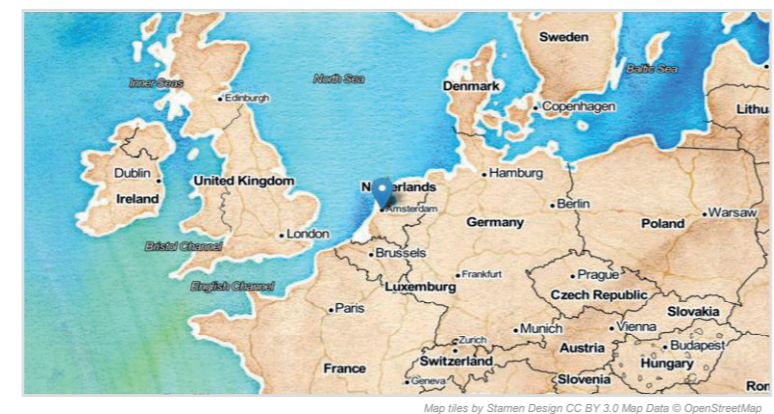 Sweden
Inner Seas
North Sea
Baltic Sea
Denmark
Edinburgh
Copenhagen
Dublin
Hamburg
United Kingdom
Ireland
Amsterdam
Berlin
Warsaw
Germany
Poland
London
Bristol Channel
Brussels
Frankfurt
Prague
English Channel
Luxemburg
Czech Republic
Paris
Slovakia
Munich
Vienna
Zurich
Budapest
Austria
Switzerland
Hungary
France
Geneva
Slovenia
Map tiles by Stamen Design CC BY 3.0 Map Data © OpenStreetMap